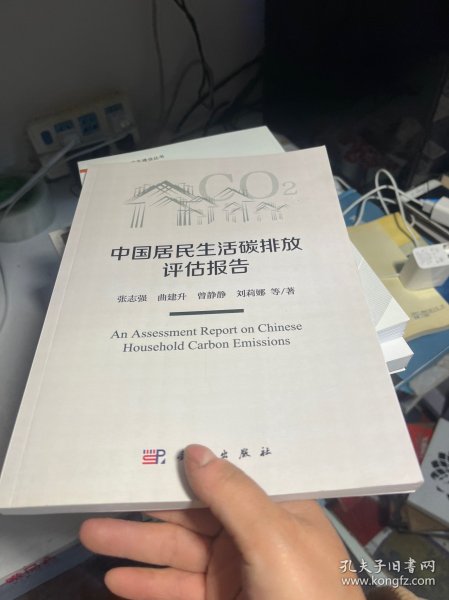 CO2
中国居民生活碳排放
评估报告
张志强 曲建升 曾静静 刘莉娜 等/著
An Assessment Report on Chinese
Household Carbon Emissions
出版社
孔夫子旧书网
www.kongfz.com